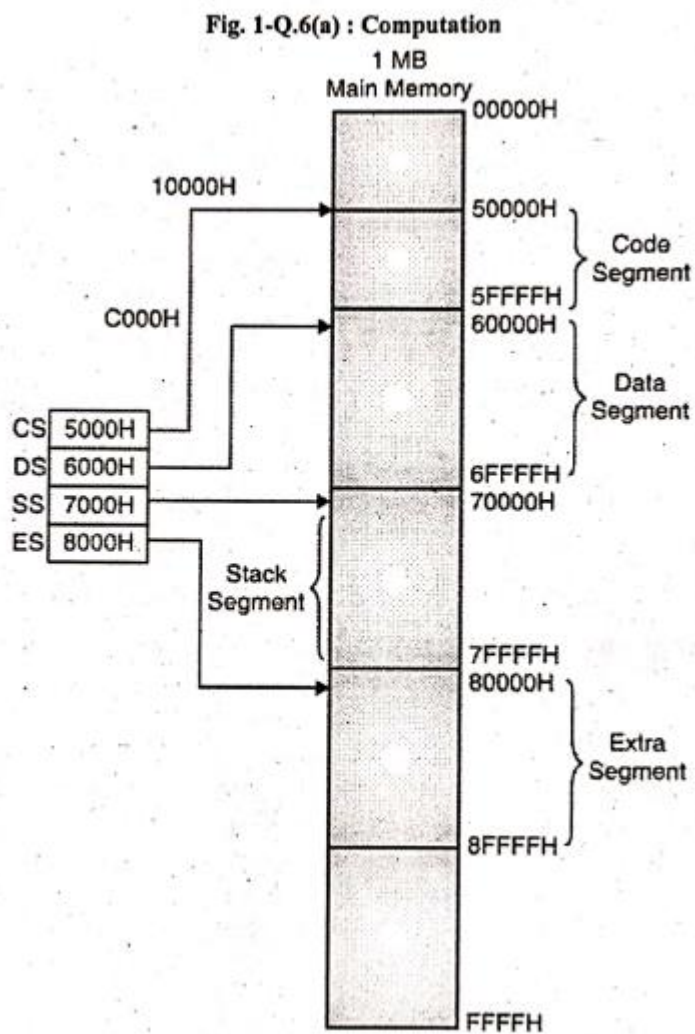 Fig. 1-Q.6(a) : Computation
1 MB
Main Memory
00000H
10000H
50000H
Code
Segment
C000H
5FFFFH
60000H
Data
Segment
CS 5000H
DS 6000H
6FFFFH
SS 7000H
70000H
ES 8000H
Stack
Segment
7FFFFH
80000H
Extra
Segment
8FFFFH
FFFFH